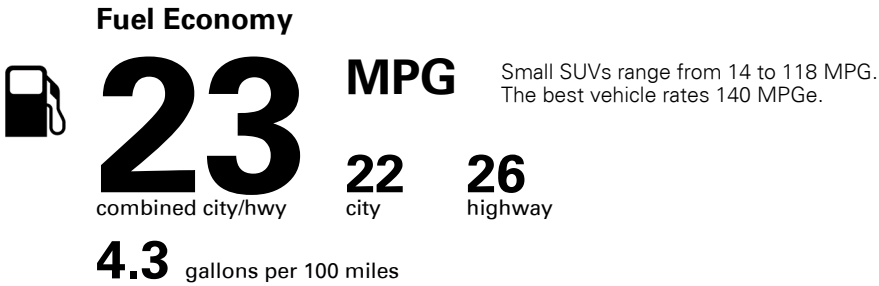 Fuel Economy
23 MPG
Small SUVs range from 14 to 118 MPG.
The best vehicle rates 140 MPGe.
combined city/hwy
22 city
26 highway
4.3 gallons per 100 miles